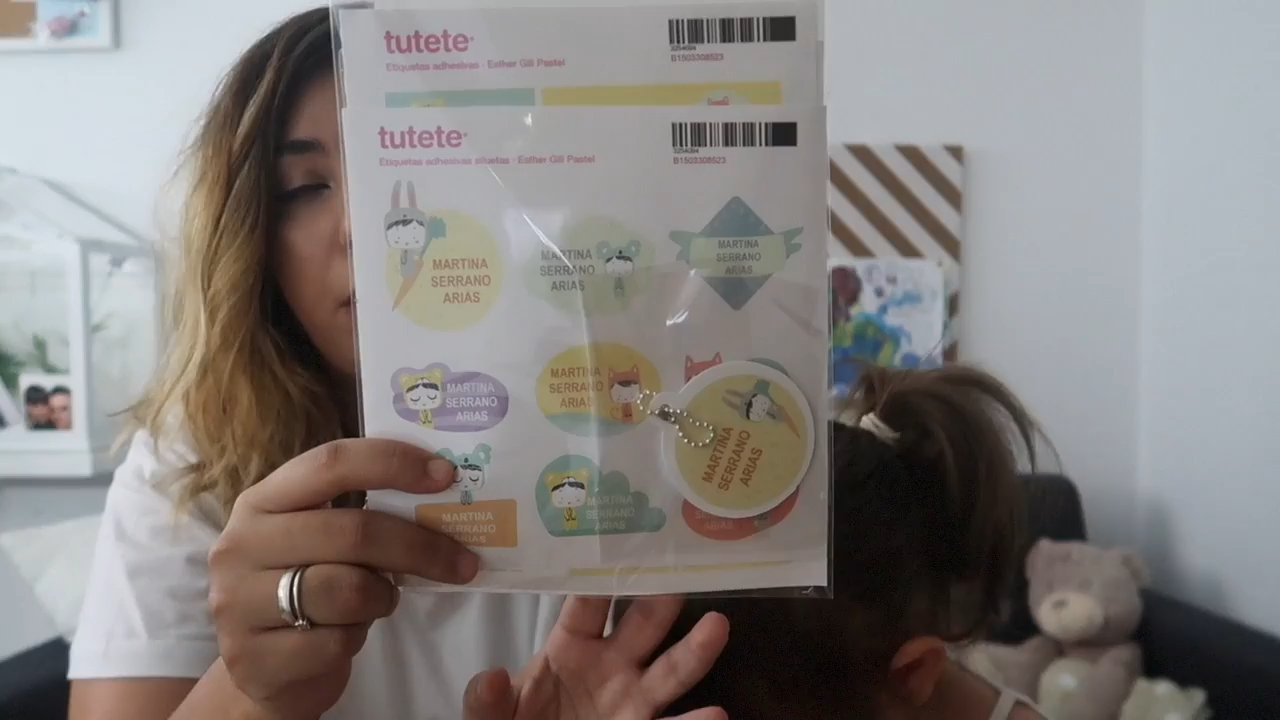 tutete
Etiquetas adhesivas - Esther Gili Pastel
B1503308523
tutete
Etiquetas adhesivas siluetas - Esther Gili Pastel
B1503308523
MARTINA
SERRANO
ARIAS
MARTINA
SERRANO
ARIAS
MARTINA
SERRANO
ARIAS
MARTINA
SERRANO
ARIAS
MARTINA
SERRANO
ARIAS
MARTINA
SERRANO
ARIAS
MARTINA
SERRANO
ARIAS
MARTINA
SERRANO
ARIAS
SERRANO
ARIAS